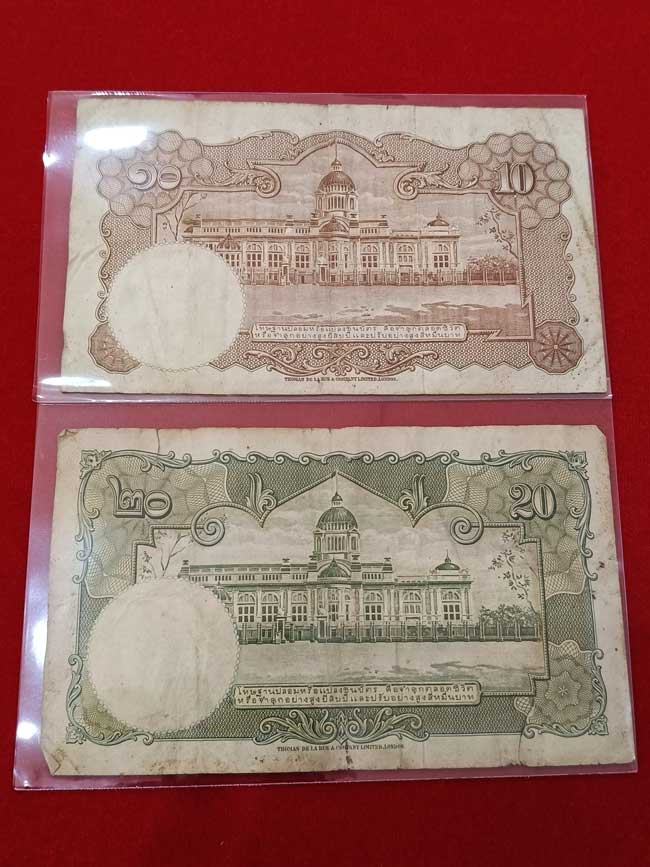 ๑๐ 10
โทษฐานปลอมหรือแปลงธนบัตร คือจำคุกตลอดชีวิต
หรือจำคุกอย่างสูงยี่สิบปีและปรับอย่างสูงสี่หมื่นบาท
THOMAS DE LA RUE & COMPANY LIMITED, LONDON.
๒๐ 20
โทษฐานปลอมหรือแปลงธนบัตร คือจำคุกตลอดชีวิต
หรือจำคุกอย่างสูงยี่สิบปีและปรับอย่างสูงสี่หมื่นบาท
THOMAS DE LA RUE & COMPANY LIMITED, LONDON.